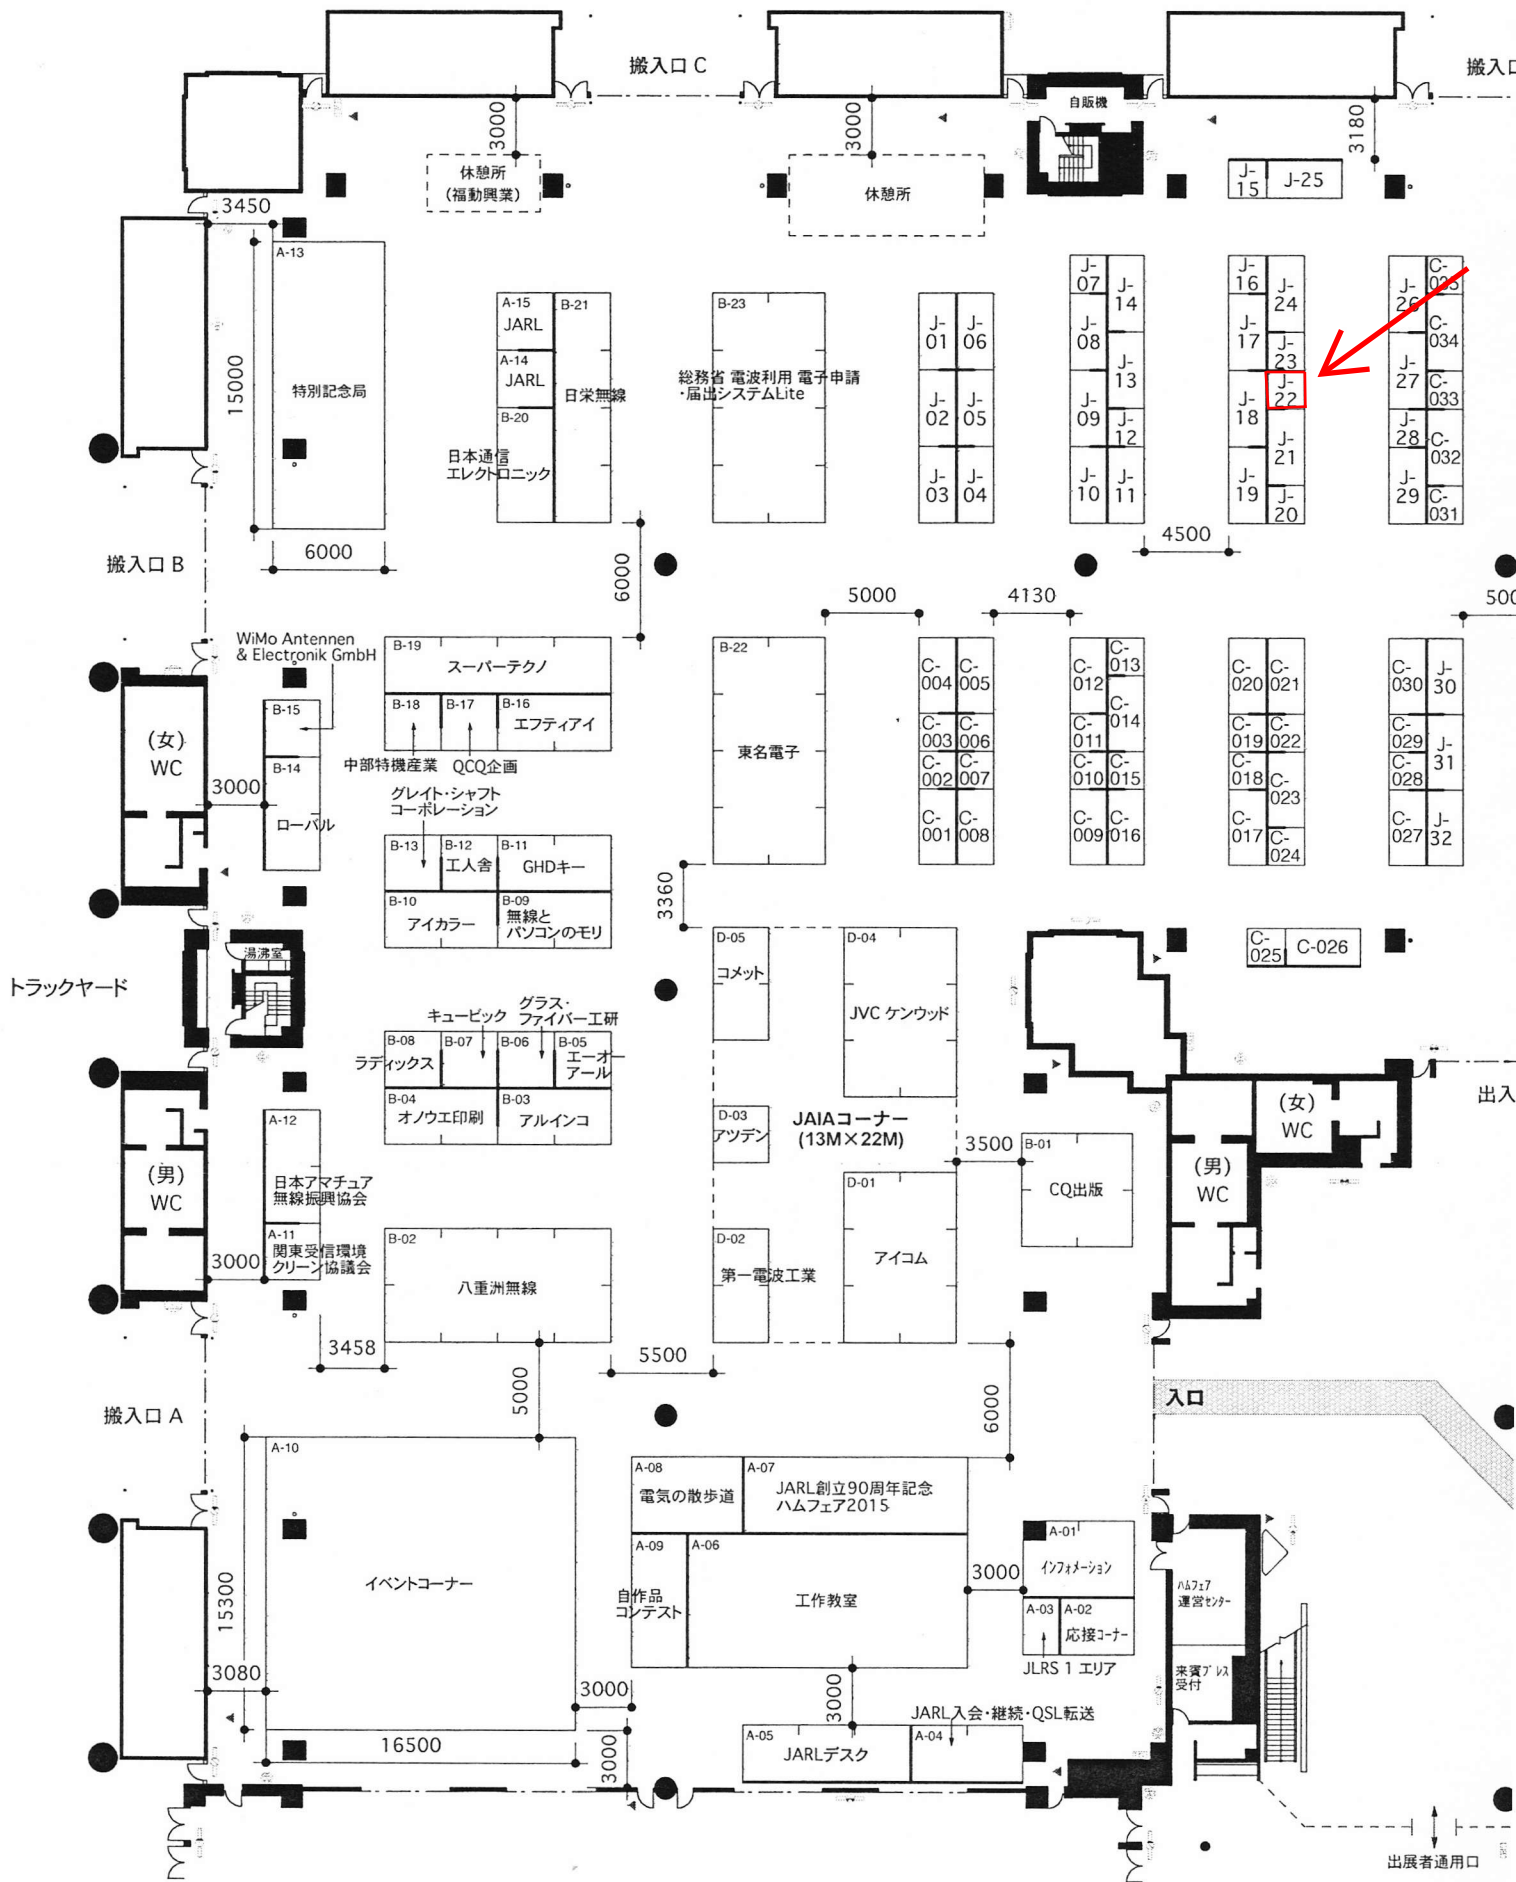 搬入口 C
搬入口
自販機
3000
3000
3180
休憩所
(福動興業)
休憩所
J-
15
J-25
3450
A-13
特別記念局
15000
6000
A-15
JARL
A-14
JARL
B-20
日本通信
エレクトロニック
B-21
日栄無線
B-23
総務省 電波利用 電子申請
・届出システムLite
J-
01
J-
06
J-
02
J-
05
J-
03
J-
04
J-
07
J-
14
J-
08
J-
13
J-
09
J-
12
J-
10
J-
11
J-
16
J-
24
J-
17
J-
23
J-
22
J-
18
J-
21
J-
19
J-
20
J-
26
C-
035
C-
034
J-
27
C-
033
J-
28
C-
032
J-
29
C-
031
搬入口 B
6000
4500
5000
4130
500
WiMo Antennen
& Electronik GmbH
B-19
スーパーテクノ
B-18
B-17
B-16
エフティアイ
中部特機産業
QCQ企画
B-15
B-14
ローバル
(女)
WC
3000
グレイト・シャフト
コーポレーション
B-13
B-12
工人舎
B-11
GHDキー
B-10
アイカラー
B-09
無線と
パソコンのモリ
B-22
東名電子
C-
004
C-
005
C-
003
C-
006
C-
002
C-
007
C-
001
C-
008
C-
012
C-
013
C-
014
C-
011
C-
010
C-
015
C-
009
C-
016
C-
020
C-
021
C-
019
C-
022
C-
018
C-
023
C-
017
C-
024
C-
030
J-
30
C-
029
J-
31
C-
028
C-
027
J-
32
3360
湯沸室
トラックヤード
D-05
コメット
D-04
JVC ケンウッド
C-
025
C-026
キュービック
グラス・
ファイバー工研
B-08
ラディックス
B-07
B-06
B-05
エーオー
アール
B-04
オノウエ印刷
B-03
アルインコ
D-03
アツデン
JAIAコーナー
(13M×22M)
3500
B-01
CQ出版
出入
(女)
WC
(男)
WC
(男)
WC
A-12
日本アマチュア
無線振興協会
A-11
関東受信環境
クリーン協議会
3000
B-02
八重洲無線
D-02
第一電波工業
D-01
アイコム
3458
5000
5500
6000
入口
搬入口 A
A-10
イベントコーナー
15300
3080
16500
3000
3000
A-08
電気の散歩道
A-07
JARL創立90周年記念
ハムフェア2015
A-09
自作品
コンテスト
A-06
工作教室
3000
A-01
インフォメーション
A-03
A-02
応接コーナー
JLRS 1 エリア
ハムフェア
運営センター
来賓プレス
受付
3000
JARL入会・継続・QSL転送
A-05
JARLデスク
A-04
出展者通用口